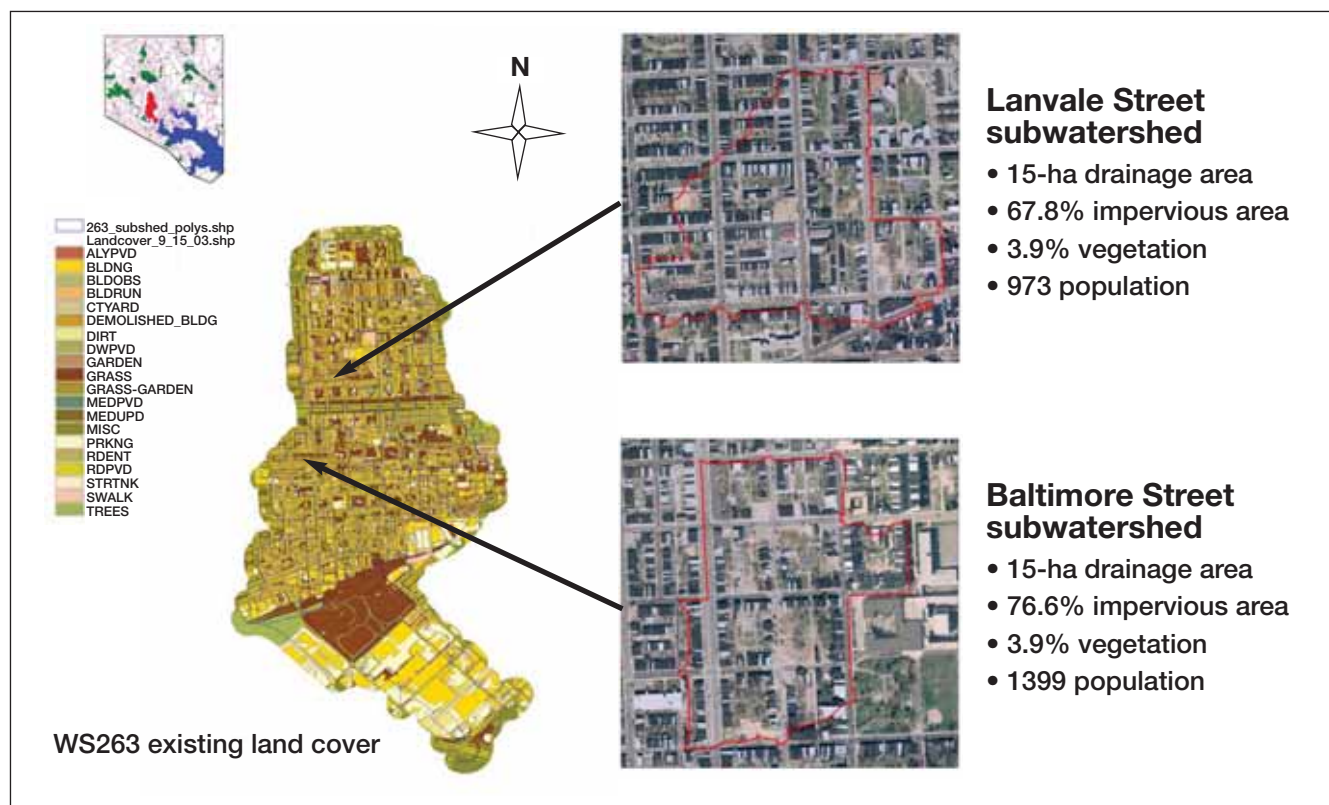 N
263_subshed_polys.shp
Landcover_9_15_03.shp
ALYPVD
BLDNG
BLDOBS
BLDRUN
CTYARD
DEMOLISHED_BLDG
DIRT
DWPVD
GARDEN
GRASS
GRASS-GARDEN
MEDPVD
MEDUPD
MISC
PRKNG
RDENT
RDPVD
STRTNK
SWALK
TREES
WS263 existing land cover
Lanvale Street
subwatershed
• 15-ha drainage area
• 67.8% impervious area
• 3.9% vegetation
• 973 population
Baltimore Street
subwatershed
• 15-ha drainage area
• 76.6% impervious area
• 3.9% vegetation
• 1399 population